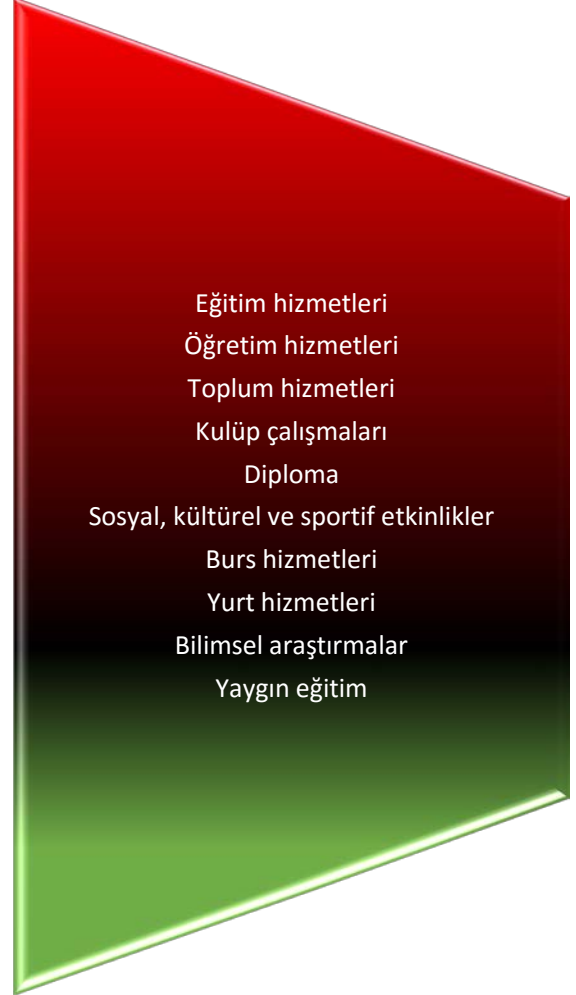 Eğitim hizmetleri
Öğretim hizmetleri
Toplum hizmetleri
Kulüp çalışmaları
Diploma
Sosyal, kültürel ve sportif etkinlikler
Burs hizmetleri
Yurt hizmetleri
Bilimsel araştırmalar
Yaygın eğitim